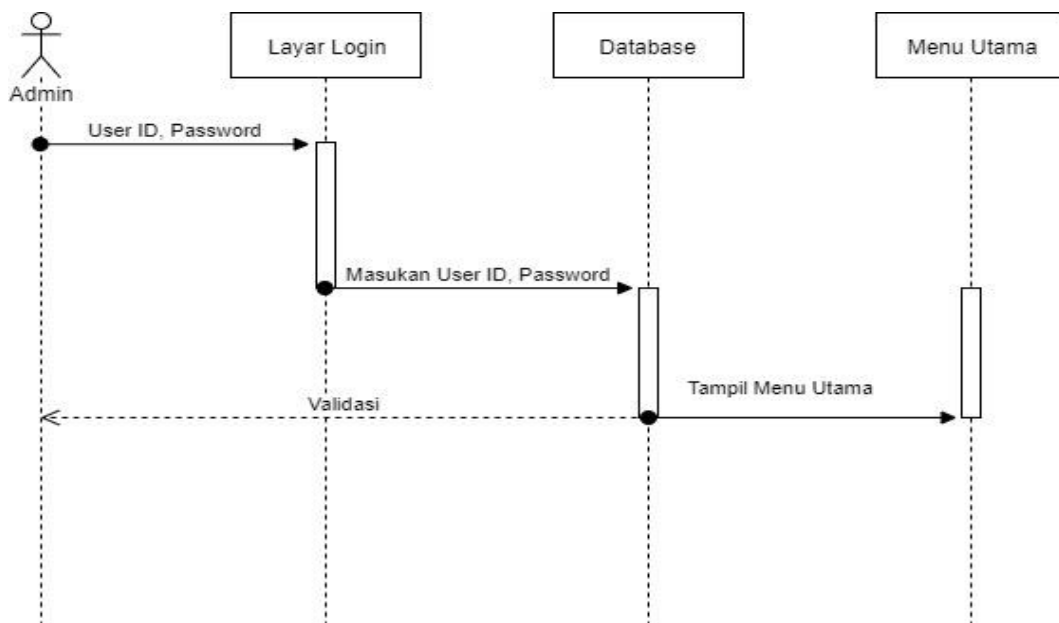 Layar Login
Database
Menu Utama
Admin
User ID, Password
Masukan User ID, Password
Tampil Menu Utama
Validasi